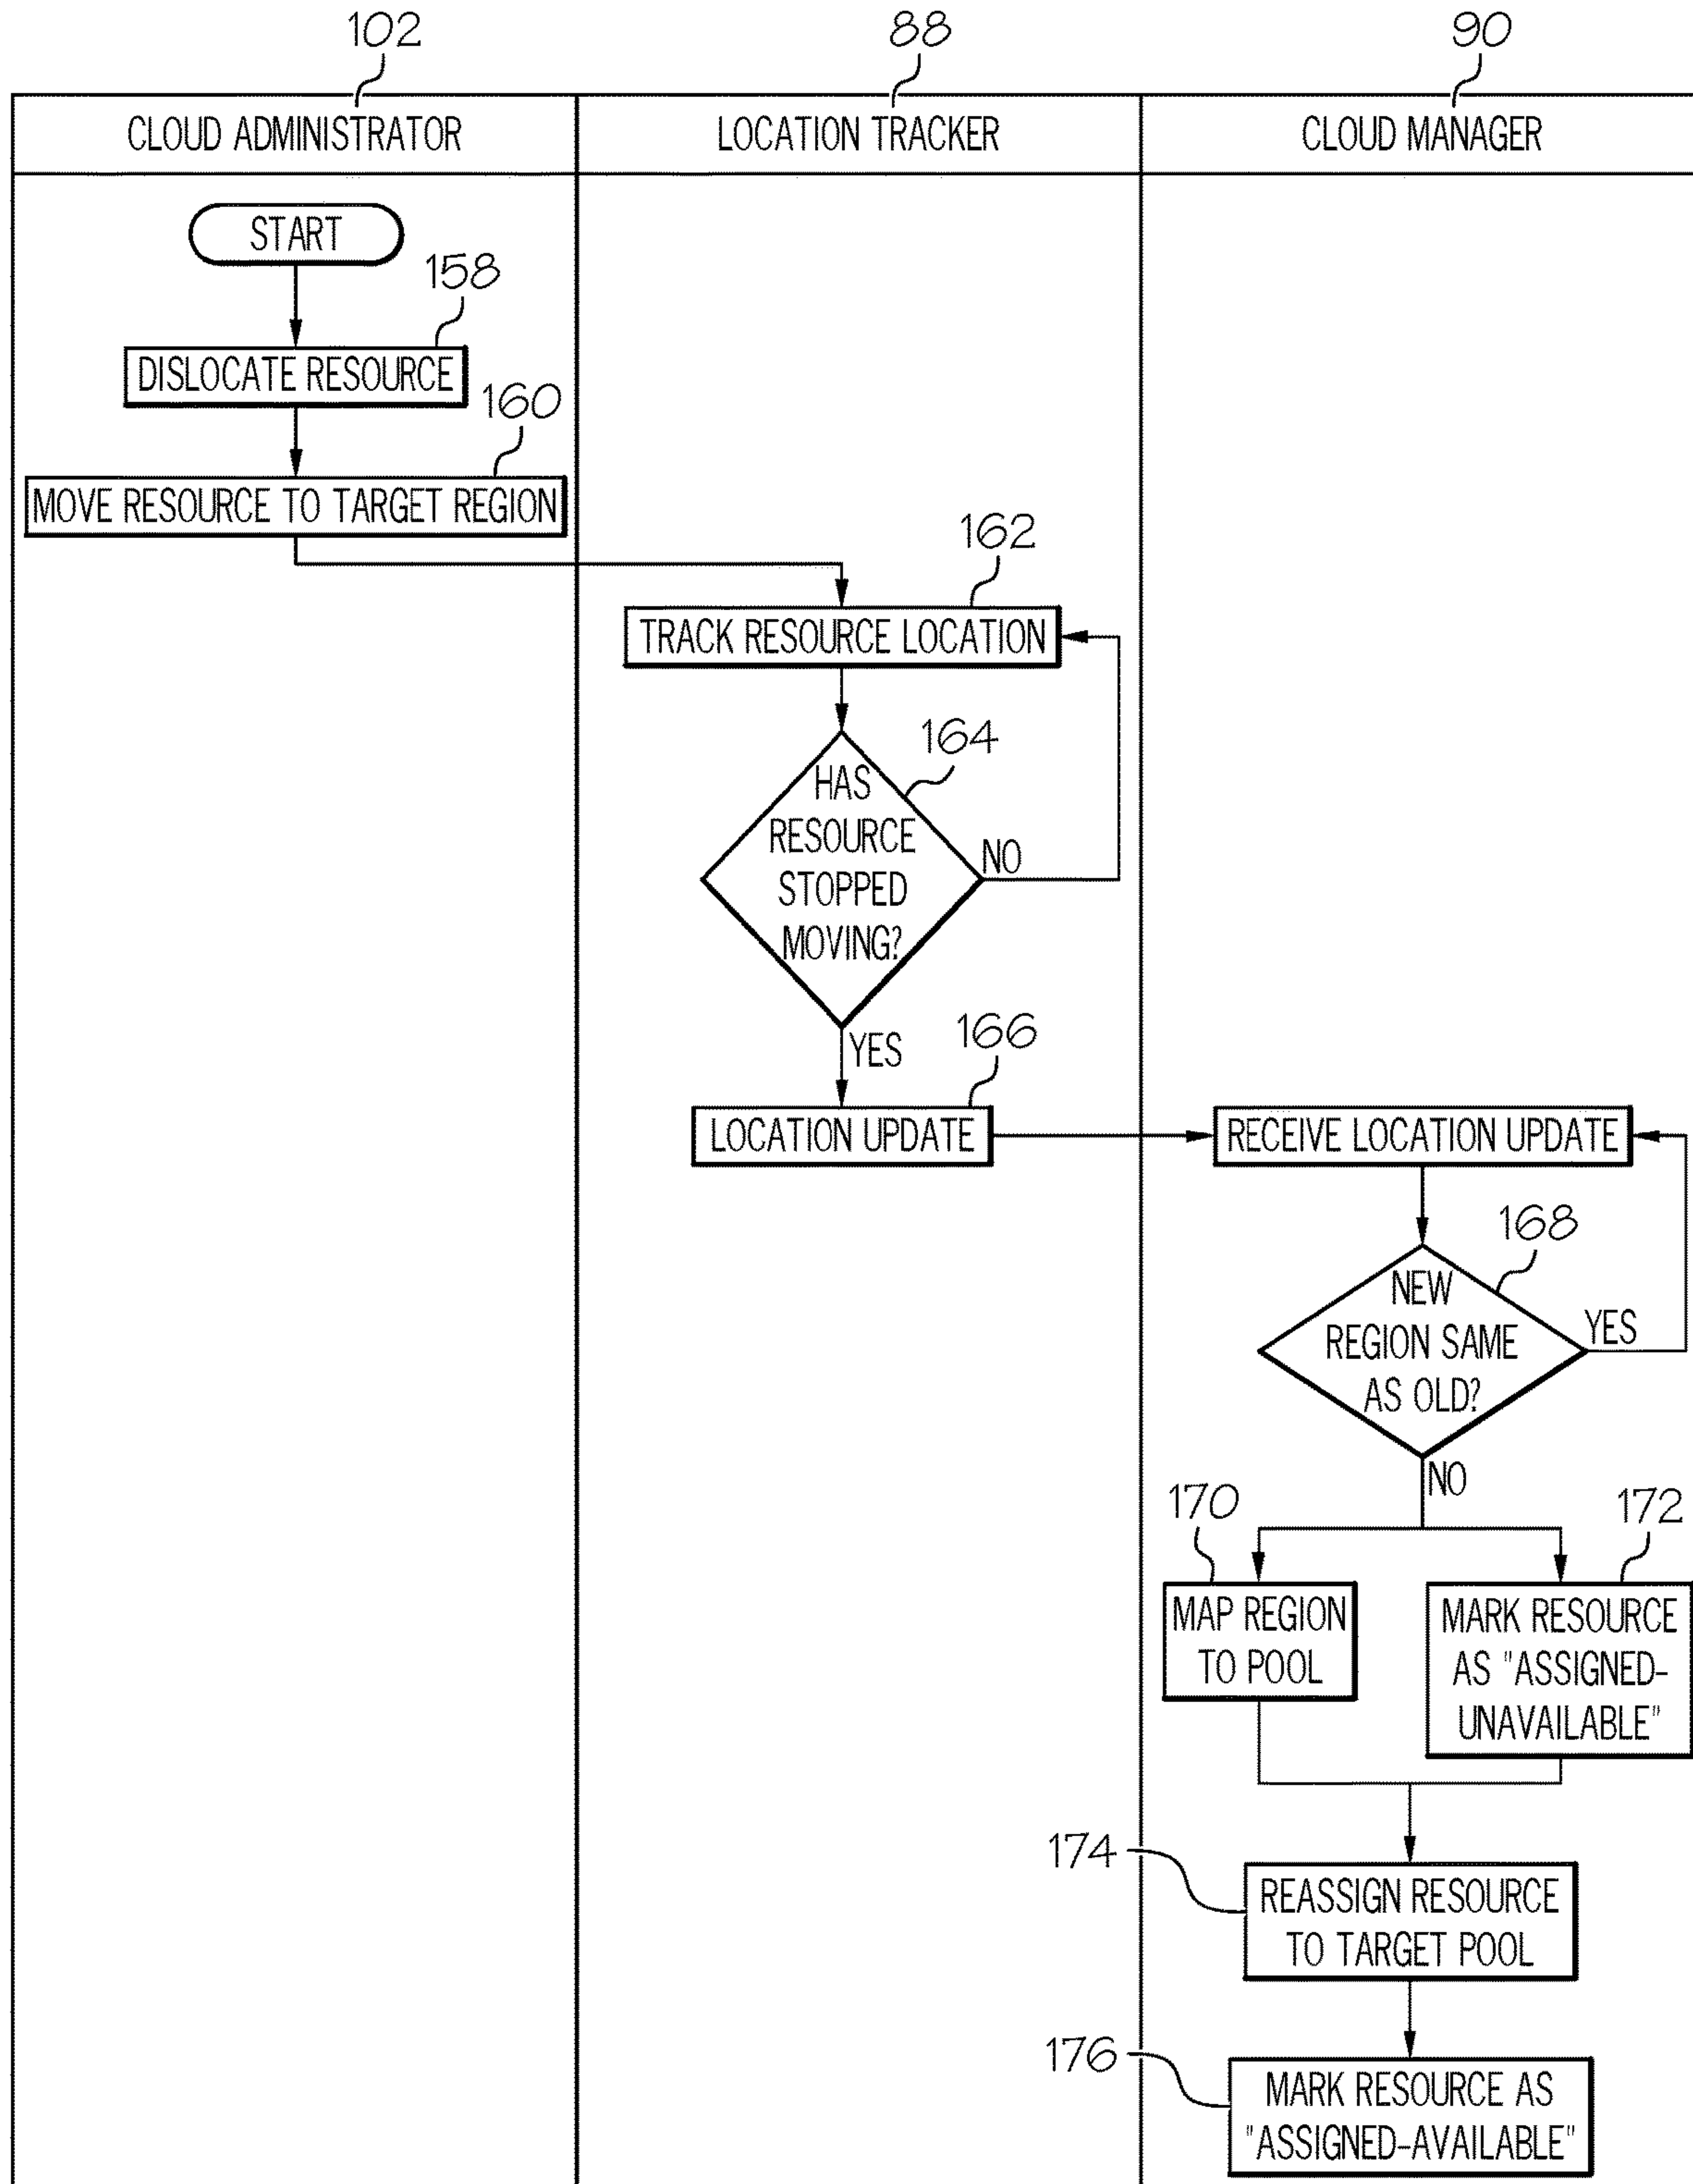 102
88
90
CLOUD ADMINISTRATOR
LOCATION TRACKER
CLOUD MANAGER
START
158
DISLOCATE RESOURCE
160
MOVE RESOURCE TO TARGET REGION
162
TRACK RESOURCE LOCATION
164
HAS
RESOURCE
STOPPED
MOVING?
NO
YES
166
LOCATION UPDATE
RECEIVE LOCATION UPDATE
168
NEW
REGION SAME
AS OLD?
YES
NO
170
MAP REGION
TO POOL
172
MARK RESOURCE
AS "ASSIGNED-
UNAVAILABLE"
174
REASSIGN RESOURCE
TO TARGET POOL
176
MARK RESOURCE AS
"ASSIGNED-AVAILABLE"